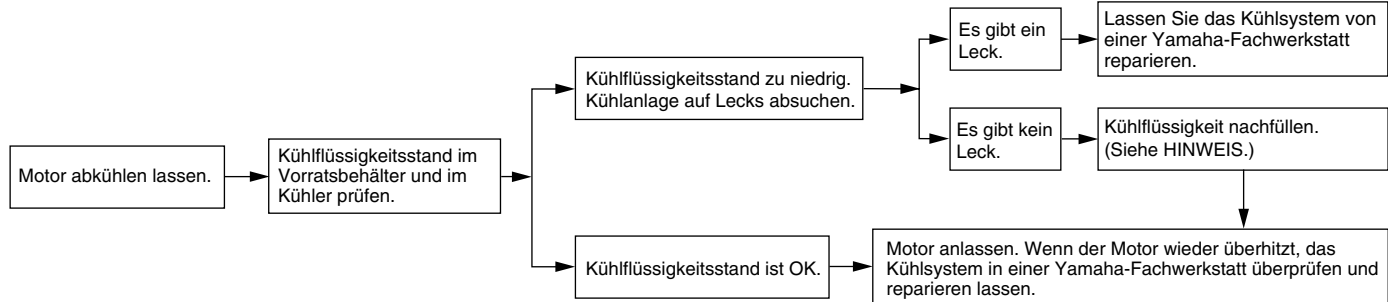 Motor abkühlen lassen.
Kühlflüssigkeitsstand im
Vorratsbehälter und im
Kühler prüfen.
Kühlflüssigkeitsstand zu niedrig.
Kühlanlage auf Lecks absuchen.
Es gibt ein
Leck.
Lassen Sie das Kühlsystem von
einer Yamaha-Fachwerkstatt
reparieren.
Es gibt kein
Leck.
Kühlflüssigkeit nachfüllen.
(Siehe HINWEIS.)
Kühlflüssigkeitsstand ist OK.
Motor anlassen. Wenn der Motor wieder überhitzt, das
Kühlsystem in einer Yamaha-Fachwerkstatt überprüfen und
reparieren lassen.